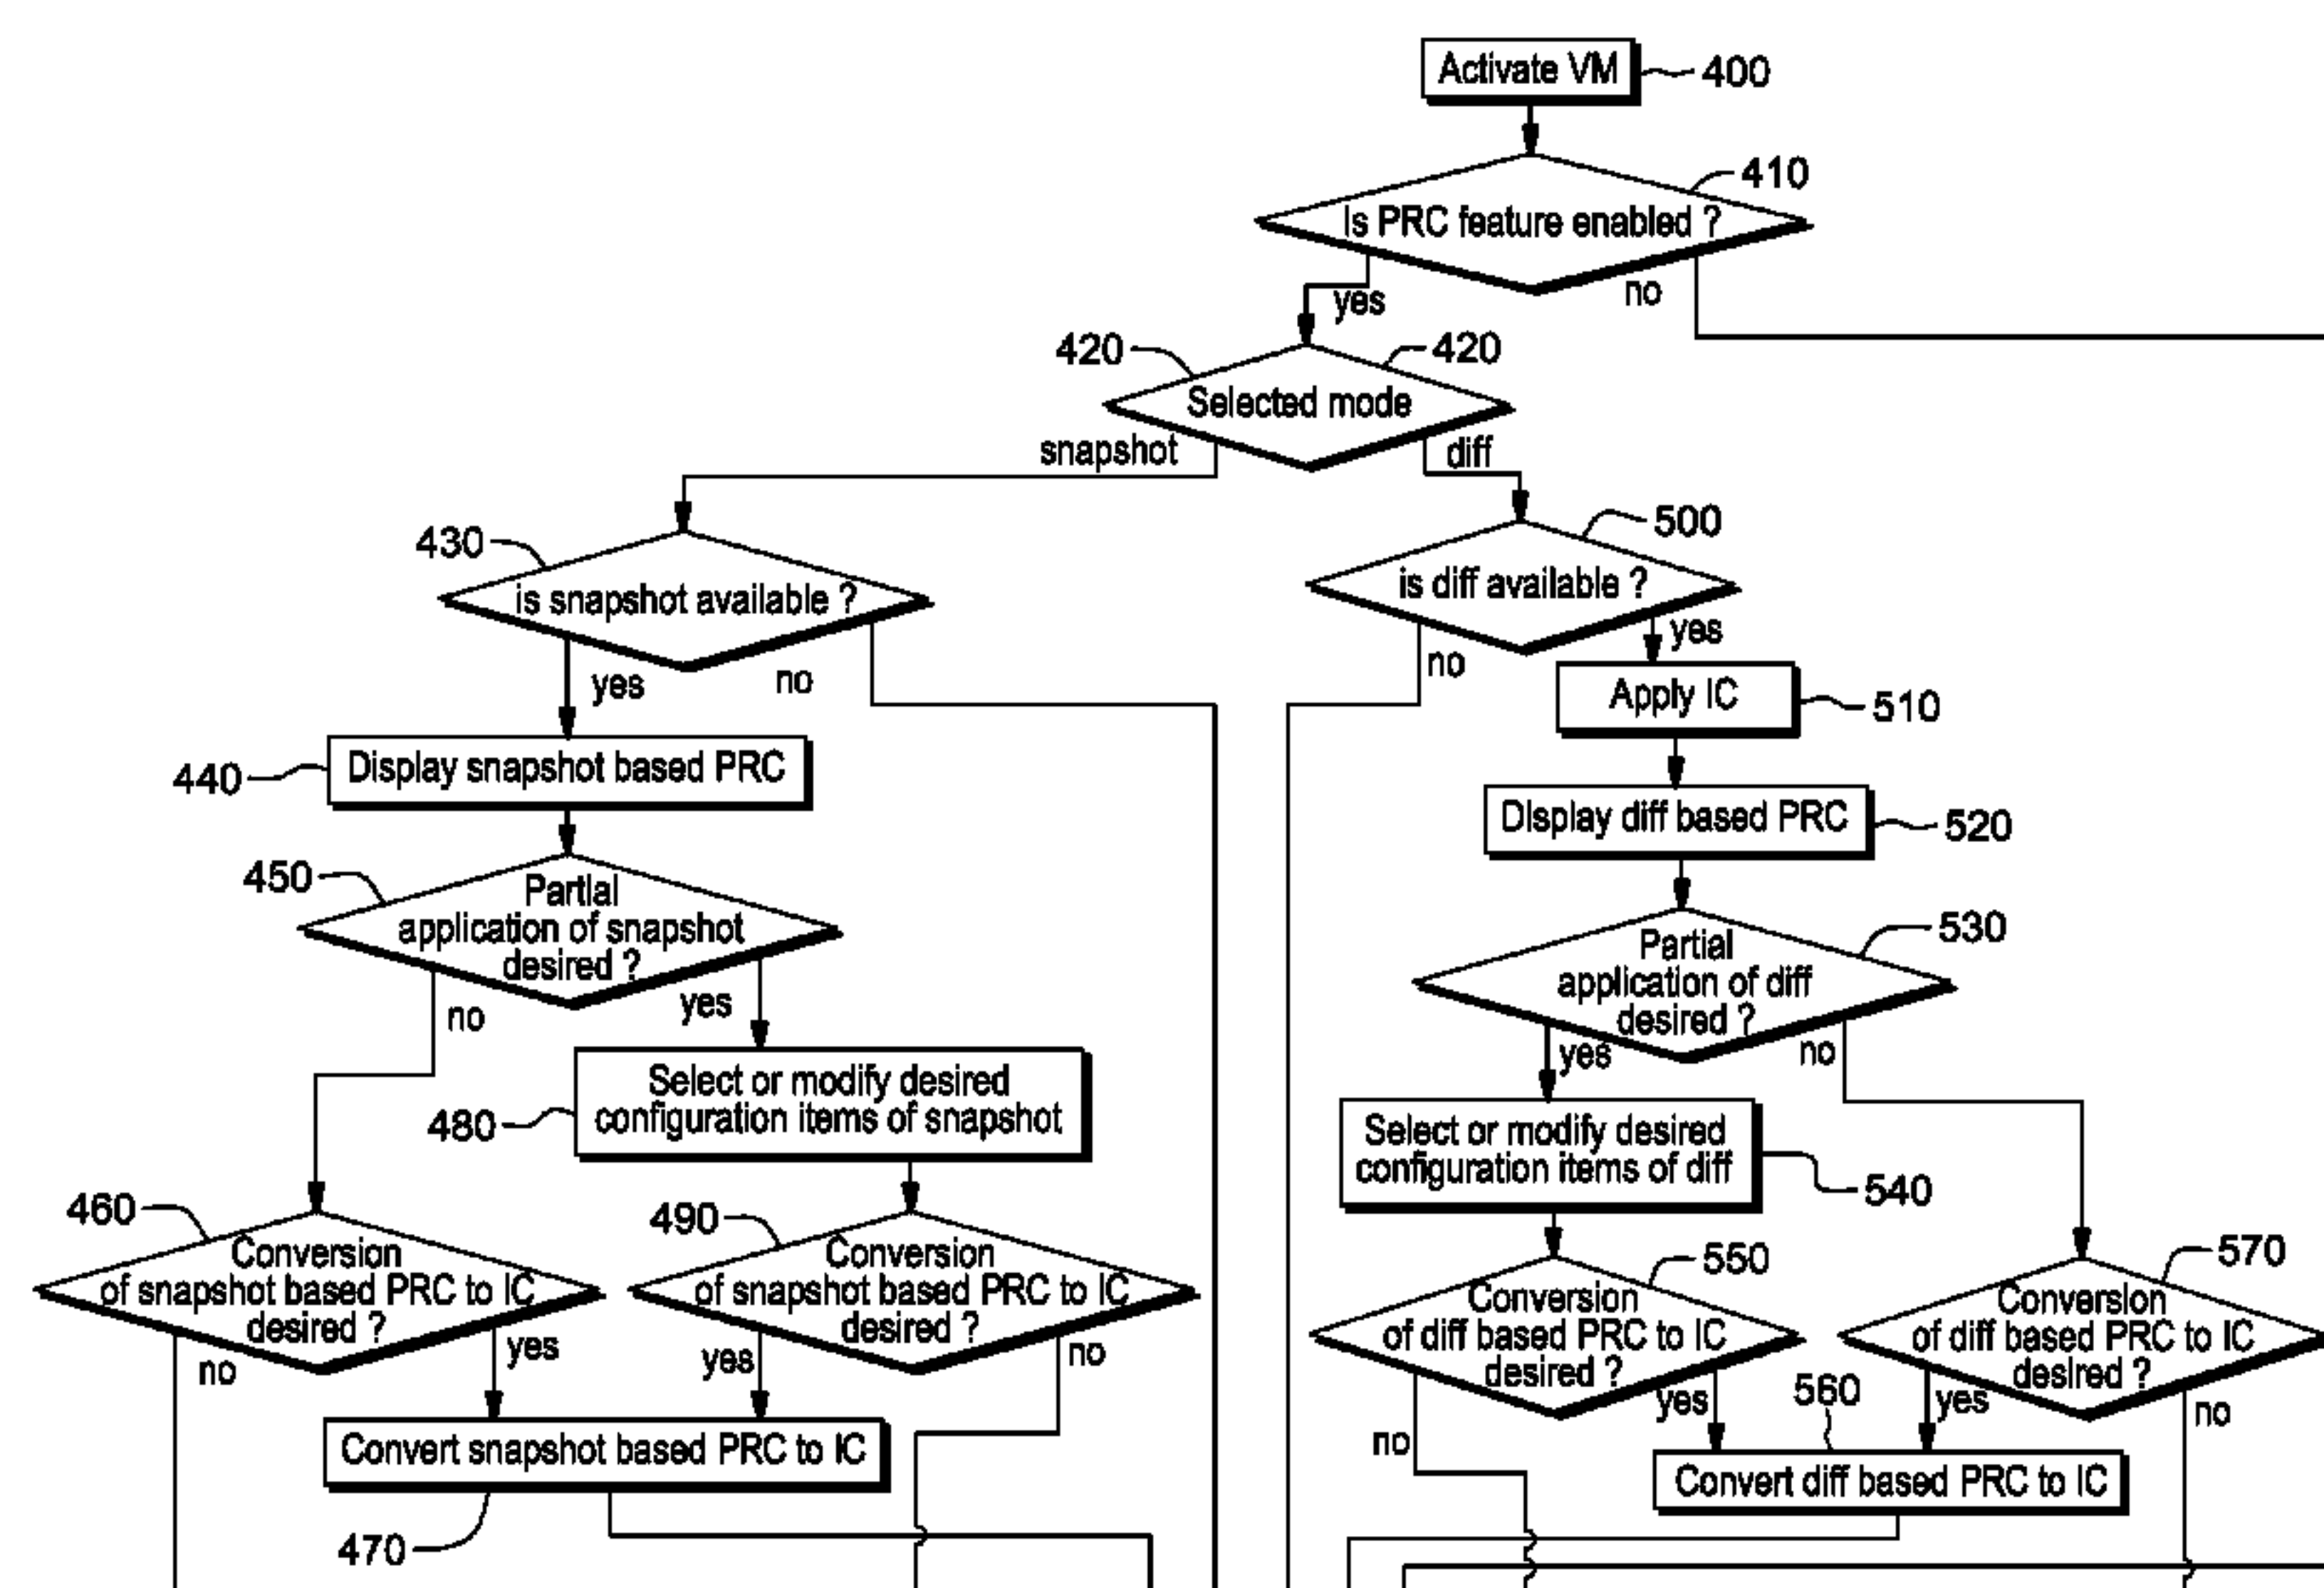 Activate VM
400
410
Is PRC feature enabled ?
yes
no
420
420
Selected mode
snapshot
diff
430
is snapshot available ?
yes
no
440
Display snapshot based PRC
450
Partial
application of snapshot
desired ?
no
yes
480
Select or modify desired
configuration items of snapshot
460
Conversion
of snapshot based PRC to IC
desired ?
no
yes
490
Conversion
of snapshot based PRC to IC
desired ?
yes
no
Convert snapshot based PRC to IC
470
500
is diff available ?
no
yes
Apply IC
510
Display diff based PRC
520
530
Partial
application of diff
desired ?
yes
no
Select or modify desired
configuration items of diff
540
550
Conversion
of diff based PRC to IC
desired ?
no
yes
570
Conversion
of diff based PRC to IC
desired ?
yes
no
560
Convert diff based PRC to IC